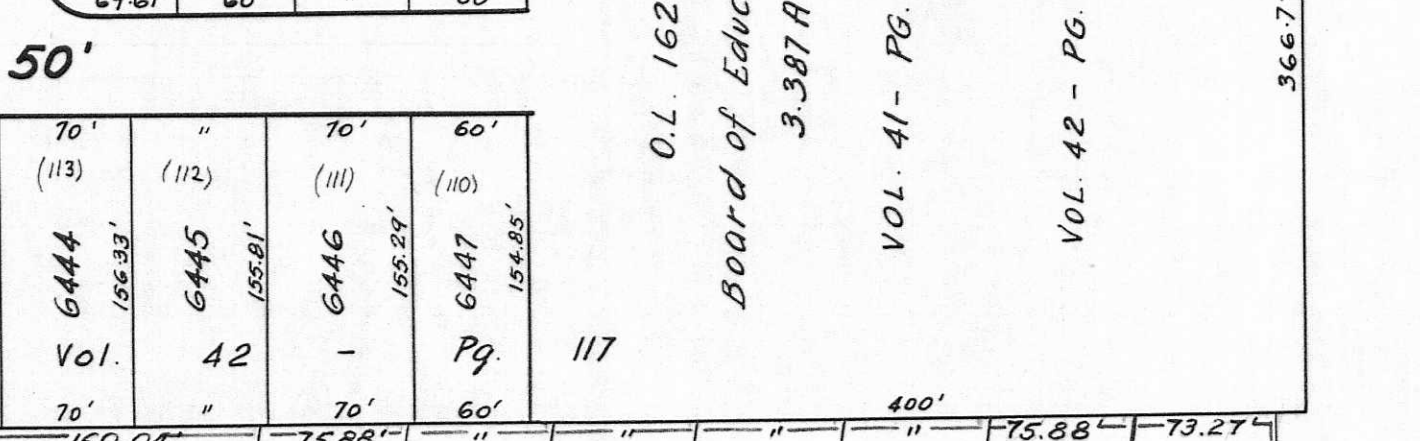 50'
70' " 70' 60'
(113) (112) (111) (110)
6444 6445 6446 6447
156.33' 155.81' 155.29' 154.85'
Vol. 42 - Pg. 117
70' " 70' 60'
O.L. 162
Board of Educ
3.387 A
VOL. 41 - PG.
VOL. 42 - PG.
366.7
400'
75.88' " " " " 75.88 73.27